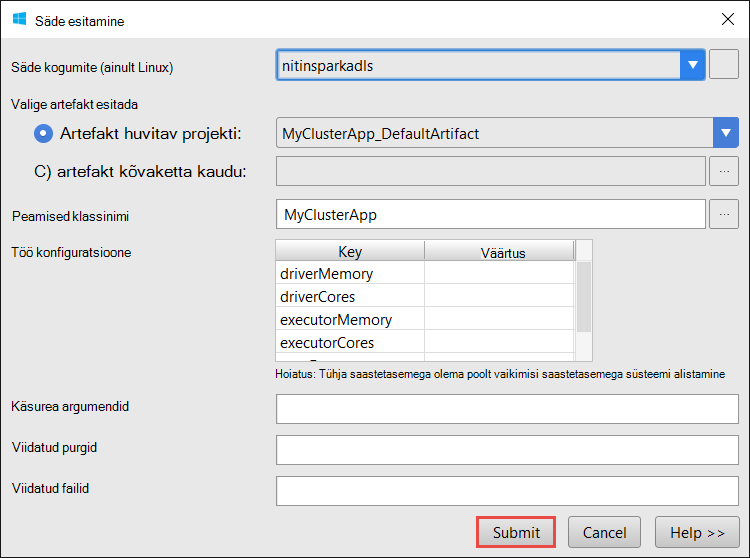 Säde esitamine
Säde kogumite (ainult Linux)
nitinsparkadls
Valige artefakt esitada
Artefakt huvitav projekti:
MyClusterApp_DefaultArtifact
C) artefakt kõvaketta kaudu:
...
Peamised klassinimi
MyClusterApp
...
Töö konfiguratsioone
Key Väärtus
driverMemory
driverCores
executorMemory
executorCores
Hoiatus: Tühja saastetasemega olema poolt vaikimisi saastetasemega süsteemi alistamine
Käsurea argumendid
Viidatud purgid
Viidatud failid
Submit Cancel Help >>